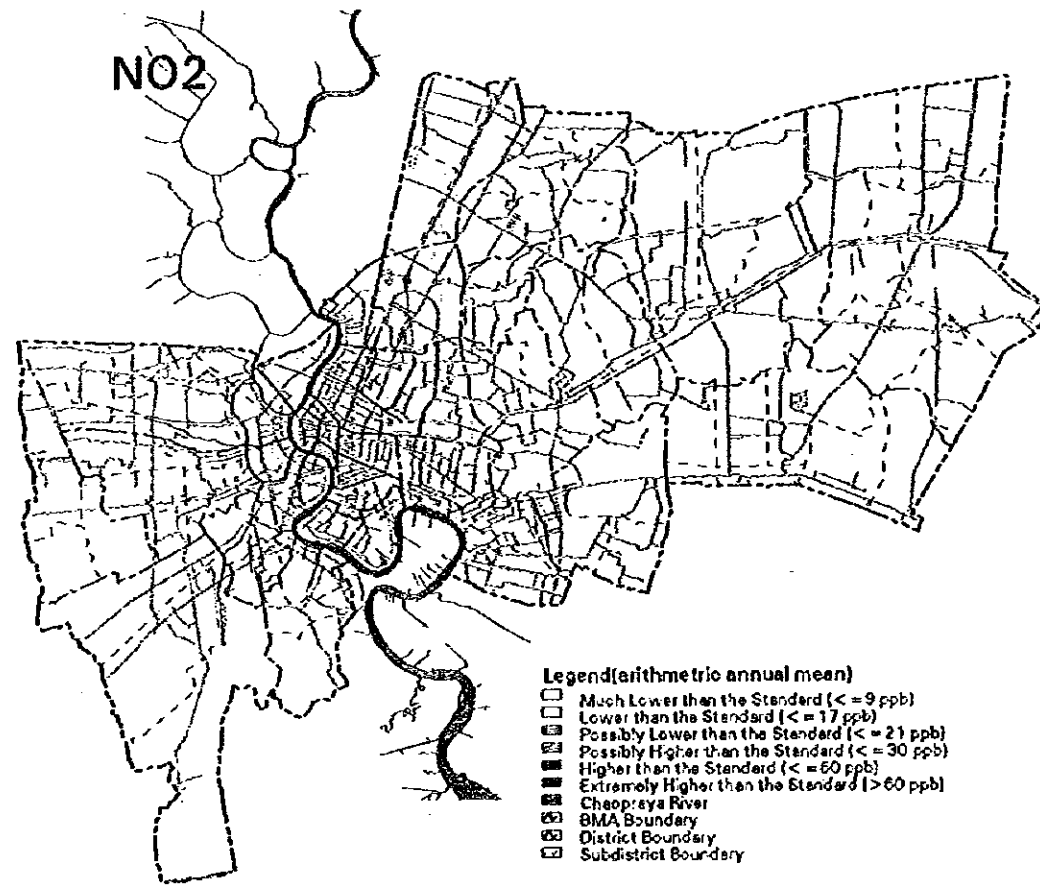 NO2
Legend(arithmetric annual mean)
Much Lower than the Standard (< = 9 ppb)
Lower than the Standard (< = 17 ppb)
Possibly Lower than the Standard (< = 21 ppb)
Possibly Higher than the Standard (< = 30 ppb)
Higher than the Standard (< = 60 ppb)
Extremely Higher than the Standard (> 60 ppb)
Chaopraya River
BMA Boundary
District Boundary
Subdistrict Boundary